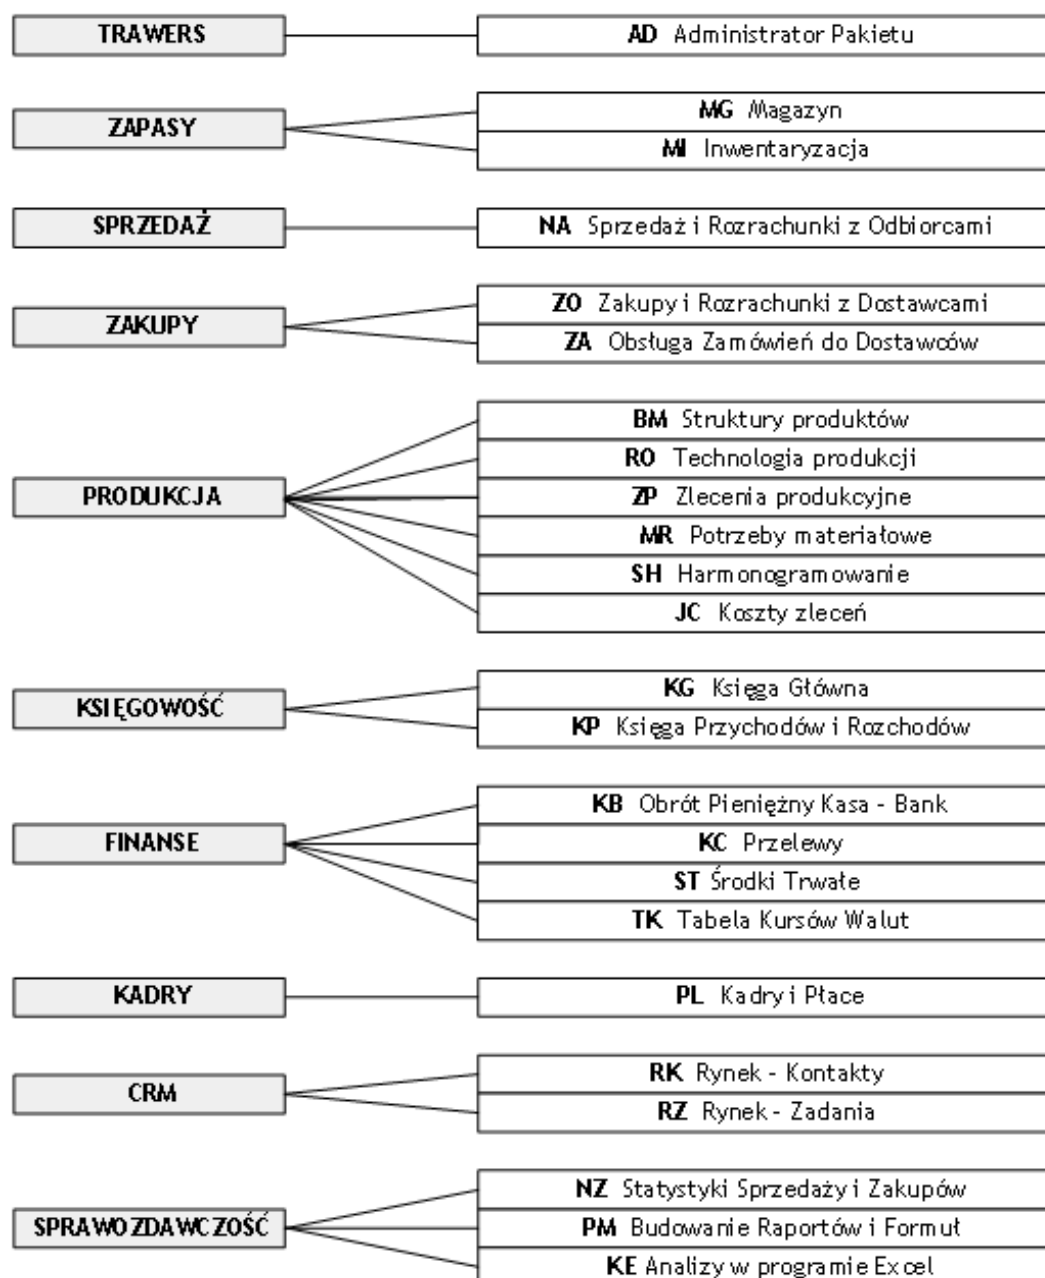 TRAWERS
AD Administrator Pakietu
ZAPASY
MG Magazyn
MI Inwentaryzacja
SPRZEDAŻ
NA Sprzedaż i Rozrachunki z Odbiorcami
ZAKUPY
ZO Zakupy i Rozrachunki z Dostawcami
ZA Obsługa Zamówień do Dostawców
PRODUKCJA
BM Struktury produktów
RO Technologia produkcji
ZP Zlecenia produkcyjne
MR Potrzeby materiałowe
SH Harmonogramowanie
JC Koszty zleceń
KSIĘGOWOŚĆ
KG Księga Główna
KP Księga Przychodów i Rozchodów
FINANSE
KB Obrót Pieniężny Kasa - Bank
KC Przelewy
ST Środki Trwałe
TK Tabela Kursów Walut
KADRY
PL Kadry i Płace
CRM
RK Rynek - Kontakty
RZ Rynek - Zadania
SPRAWOZDAWCZOŚĆ
NZ Statystyki Sprzedaży i Zakupów
PM Budowanie Raportów i Formuł
KE Analizy w programie Excel